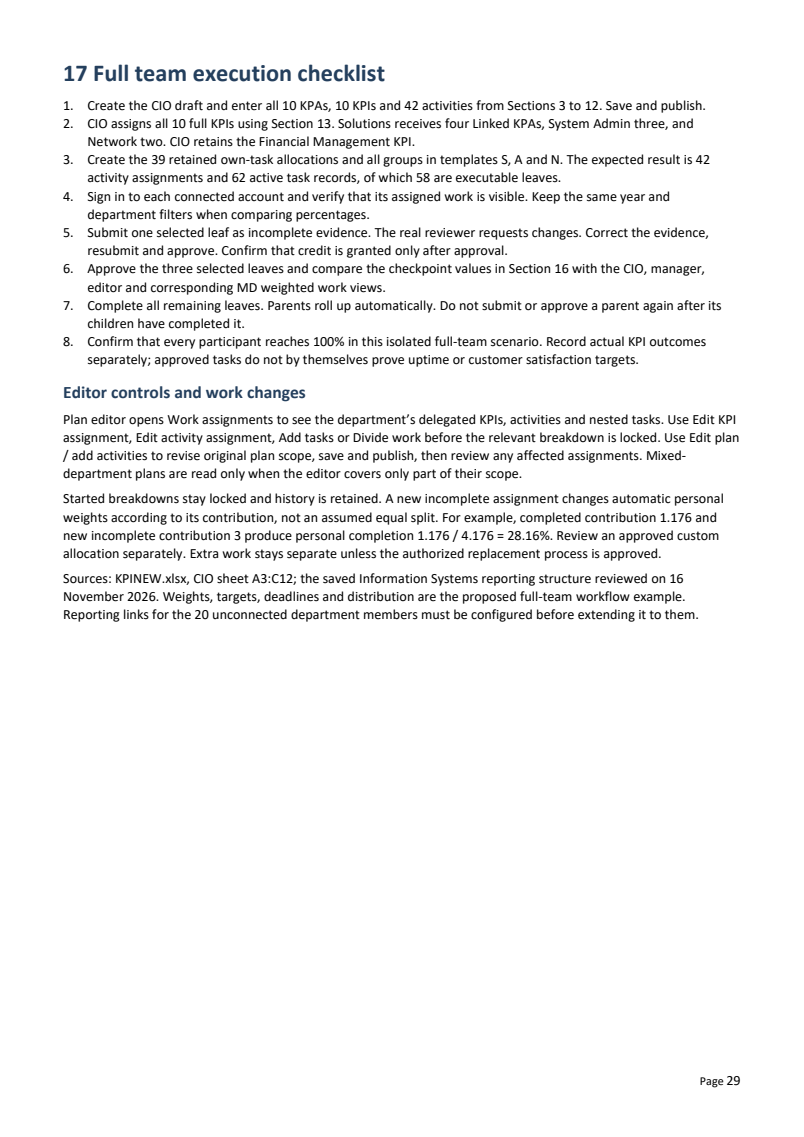 17 Full team execution checklist
1. Create the CIO draft and enter all 10 KPAs, 10 KPIs and 42 activities from Sections 3 to 12. Save and publish.
2. CIO assigns all 10 full KPIs using Section 13. Solutions receives four Linked KPAs, System Admin three, and
Network two. CIO retains the Financial Management KPI.
3. Create the 39 retained own-task allocations and all groups in templates S, A and N. The expected result is 42
activity assignments and 62 active task records, of which 58 are executable leaves.
4. Sign in to each connected account and verify that its assigned work is visible. Keep the same year and
department filters when comparing percentages.
5. Submit one selected leaf as incomplete evidence. The real reviewer requests changes. Correct the evidence,
resubmit and approve. Confirm that credit is granted only after approval.
6. Approve the three selected leaves and compare the checkpoint values in Section 16 with the CIO, manager,
editor and corresponding MD weighted work views.
7. Complete all remaining leaves. Parents roll up automatically. Do not submit or approve a parent again after its
children have completed it.
8. Confirm that every participant reaches 100% in this isolated full-team scenario. Record actual KPI outcomes
separately; approved tasks do not by themselves prove uptime or customer satisfaction targets.
Editor controls and work changes
Plan editor opens Work assignments to see the department’s delegated KPIs, activities and nested tasks. Use Edit KPI
assignment, Edit activity assignment, Add tasks or Divide work before the relevant breakdown is locked. Use Edit plan
/ add activities to revise original plan scope, save and publish, then review any affected assignments. Mixed-
department plans are read only when the editor covers only part of their scope.
Started breakdowns stay locked and history is retained. A new incomplete assignment changes automatic personal
weights according to its contribution, not an assumed equal split. For example, completed contribution 1.176 and
new incomplete contribution 3 produce personal completion 1.176 / 4.176 = 28.16%. Review an approved custom
allocation separately. Extra work stays separate unless the authorized replacement process is approved.
Sources: KPINEW.xlsx, CIO sheet A3:C12; the saved Information Systems reporting structure reviewed on 16
November 2026. Weights, targets, deadlines and distribution are the proposed full-team workflow example.
Reporting links for the 20 unconnected department members must be configured before extending it to them.
Page 29